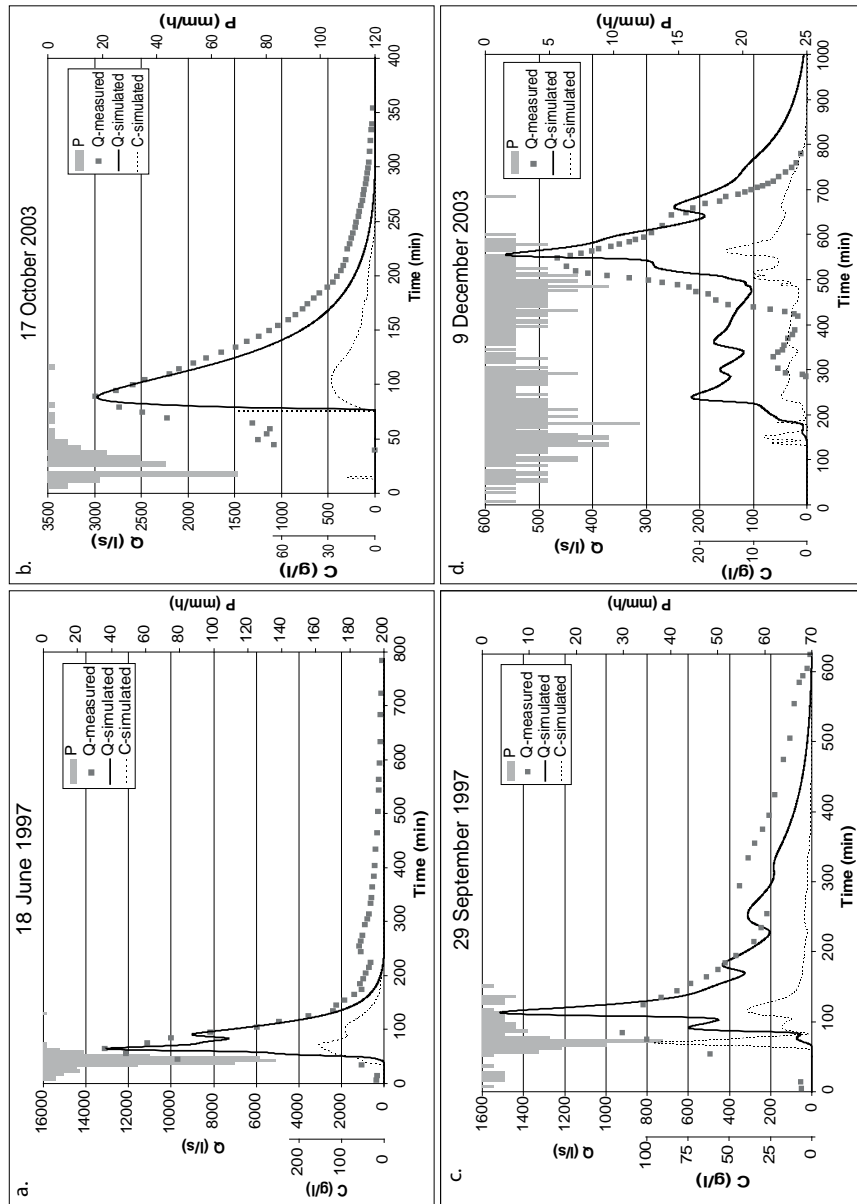 a.
18 June 1997
P
Q-measured
Q-simulated
C-simulated
P (mm/h)
0
20
40
60
80
100
120
140
160
180
200
Q (l/s)
16000
14000
12000
10000
8000
6000
4000
2000
0
C (g/l)
200
100
0
Time (min)
0
100
200
300
400
500
600
700
800
b.
17 October 2003
P
Q-measured
Q-simulated
C-simulated
P (mm/h)
0
20
40
60
80
100
120
Q (l/s)
3500
3000
2500
2000
1500
1000
500
0
C (g/l)
60
30
0
Time (min)
0
50
100
150
200
250
300
350
400
c.
29 September 1997
P
Q-measured
Q-simulated
C-simulated
P (mm/h)
0
10
20
30
40
50
60
70
Q (l/s)
1600
1400
1200
1000
800
600
400
200
0
C (g/l)
100
75
50
25
0
Time (min)
0
100
200
300
400
500
600
d.
9 December 2003
P
Q-measured
Q-simulated
C-simulated
P (mm/h)
0
5
10
15
20
25
Q (l/s)
600
500
400
300
200
100
0
C (g/l)
20
10
0
Time (min)
0
100
200
300
400
500
600
700
800
900
1000